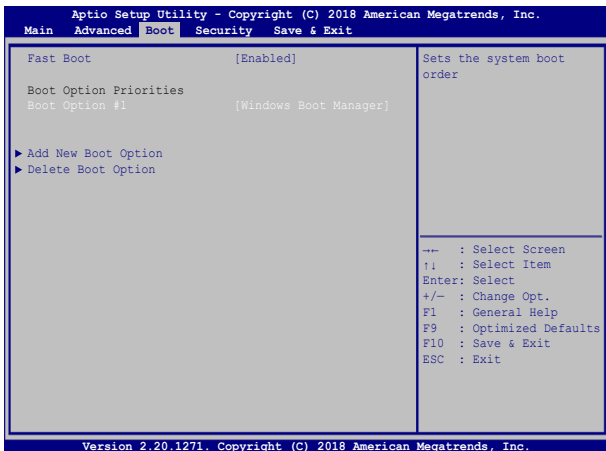 Aptio Setup Utility - Copyright (C) 2018 American Megatrends, Inc.
Main Advanced Boot Security Save & Exit
Fast Boot [Enabled]
Boot Option Priorities
Boot Option #1 [Windows Boot Manager]
▶ Add New Boot Option
▶ Delete Boot Option
Sets the system boot
order
→← : Select Screen
↑↓ : Select Item
Enter: Select
+/— : Change Opt.
F1 : General Help
F9 : Optimized Defaults
F10 : Save & Exit
ESC : Exit
Version 2.20.1271. Copyright (C) 2018 American Megatrends, Inc.